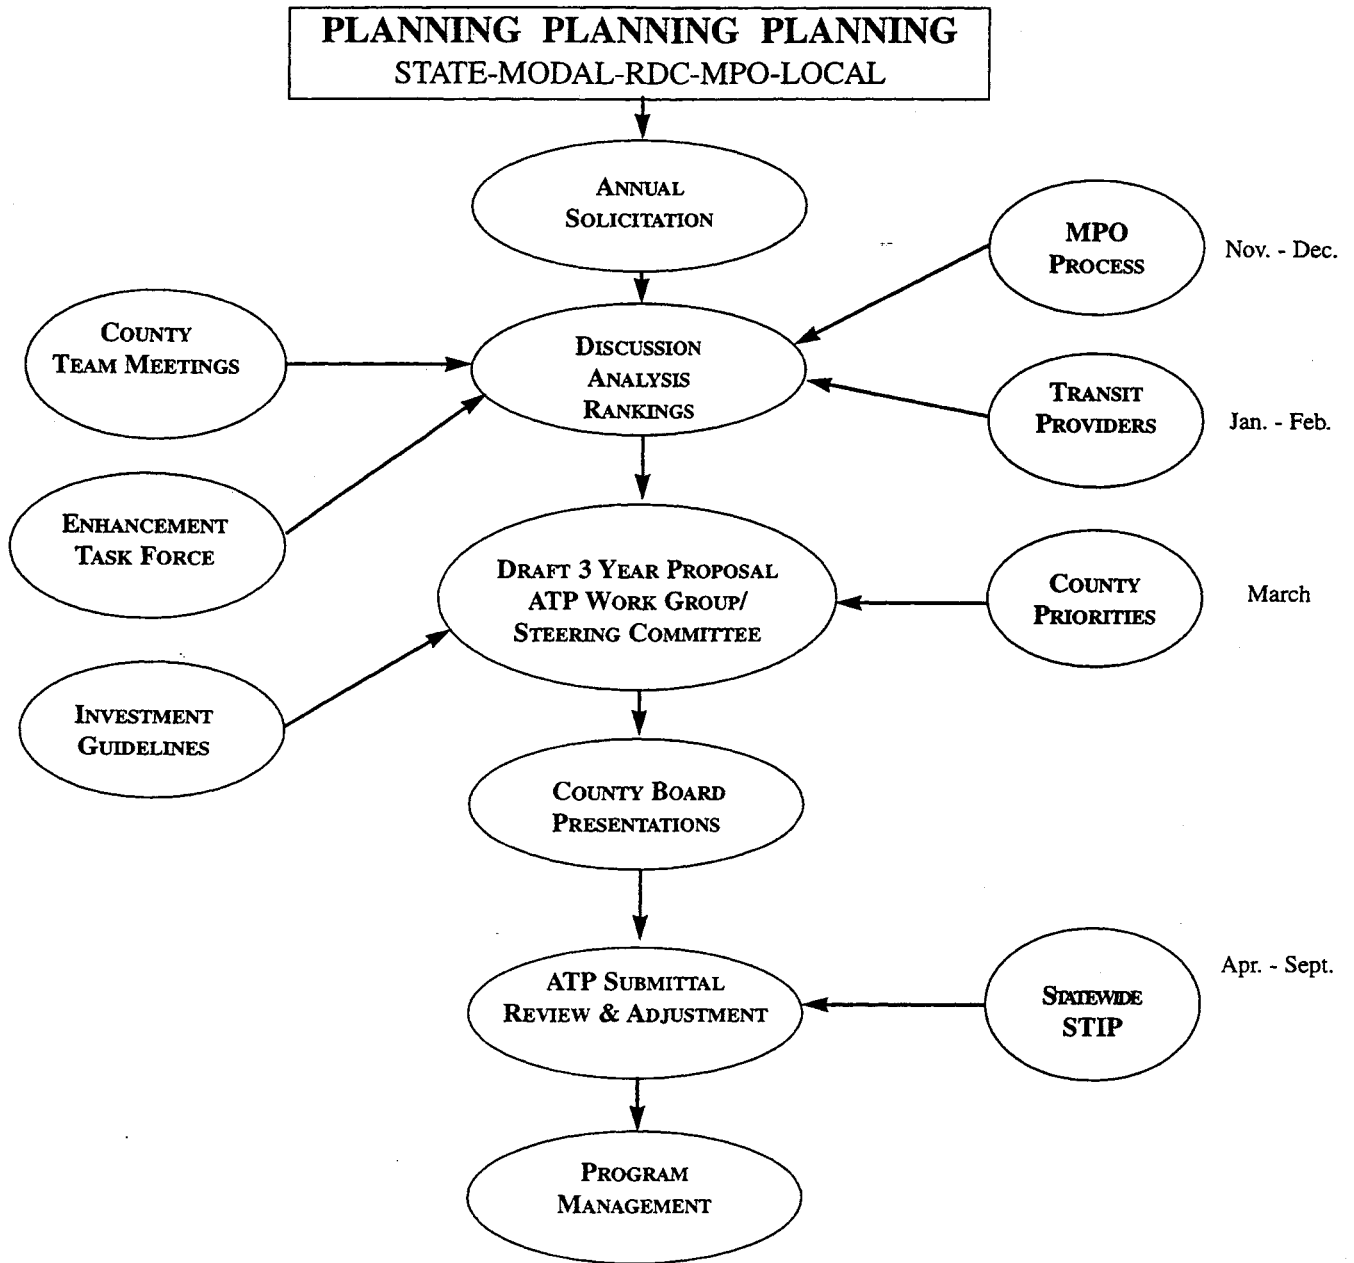 PLANNING PLANNING PLANNING
STATE-MODAL-RDC-MPO-LOCAL
ANNUAL
SOLICITATION
MPO
PROCESS
Nov. - Dec.
COUNTY
TEAM MEETINGS
DISCUSSION
ANALYSIS
RANKINGS
TRANSIT
PROVIDERS
Jan. - Feb.
ENHANCEMENT
TASK FORCE
DRAFT 3 YEAR PROPOSAL
ATP WORK GROUP/
STEERING COMMITTEE
COUNTY
PRIORITIES
March
INVESTMENT
GUIDELINES
COUNTY BOARD
PRESENTATIONS
ATP SUBMITTAL
REVIEW & ADJUSTMENT
STATEWIDE
STIP
Apr. - Sept.
PROGRAM
MANAGEMENT